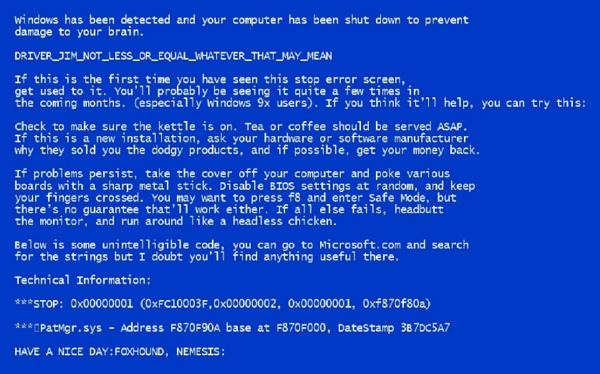 Windows has been detected and your computer has been shut down to prevent
damage to your brain.
DRIVER_JIM_NOT_LESS_OR_EQUAL_WHATEVER_THAT_MAY_MEAN
If this is the first time you have seen this stop error screen,
get used to it. You'll probably be seeing it quite a few times in
the coming months. (especially Windows 9x users). If you think it'll help, you can try this:
Check to make sure the kettle is on. Tea or coffee should be served ASAP.
If this is a new installation, ask your hardware or software manufacturer
why they sold you the dodgy products, and if possible, get your money back.
If problems persist, take the cover off your computer and poke various
boards with a sharp metal stick. Disable BIOS settings at random, and keep
your fingers crossed. You may want to press f8 and enter Safe Mode, but
there's no guarantee that'll work either. If all else fails, headbutt
the monitor, and run around like a headless chicken.
Below is some unintelligible code, you can go to Microsoft.com and search
for the strings but I doubt you'll find anything useful there.
Technical Information:
***STOP: 0x00000001 (0xFC10003F,0x00000002, 0x00000001, 0xf870f80a)
***▯PatMgr.sys – Address F870F90A base at F870F000, DateStamp 3B7DC5A7
HAVE A NICE DAY:FOXHOUND, NEMESIS: